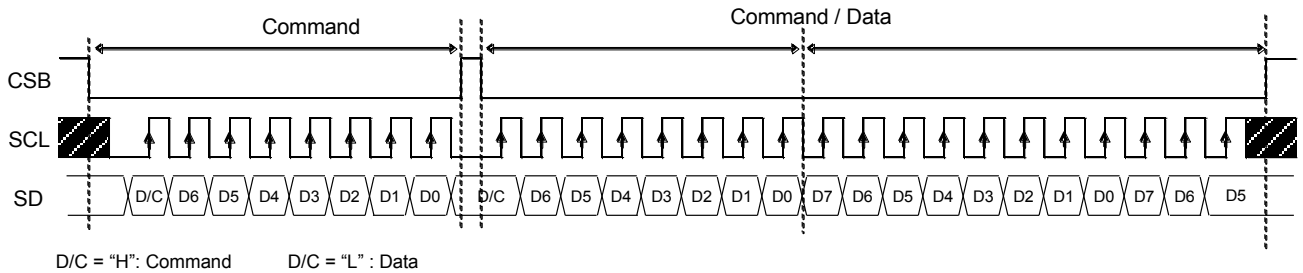 Command
Command / Data
CSB
SCL
SD
D/C D6 D5 D4 D3 D2 D1 D0 D/C D6 D5 D4 D3 D2 D1 D0 D7 D6 D5 D4 D3 D2 D1 D0 D7 D6 D5
D/C = “H”: Command D/C = “L” : Data